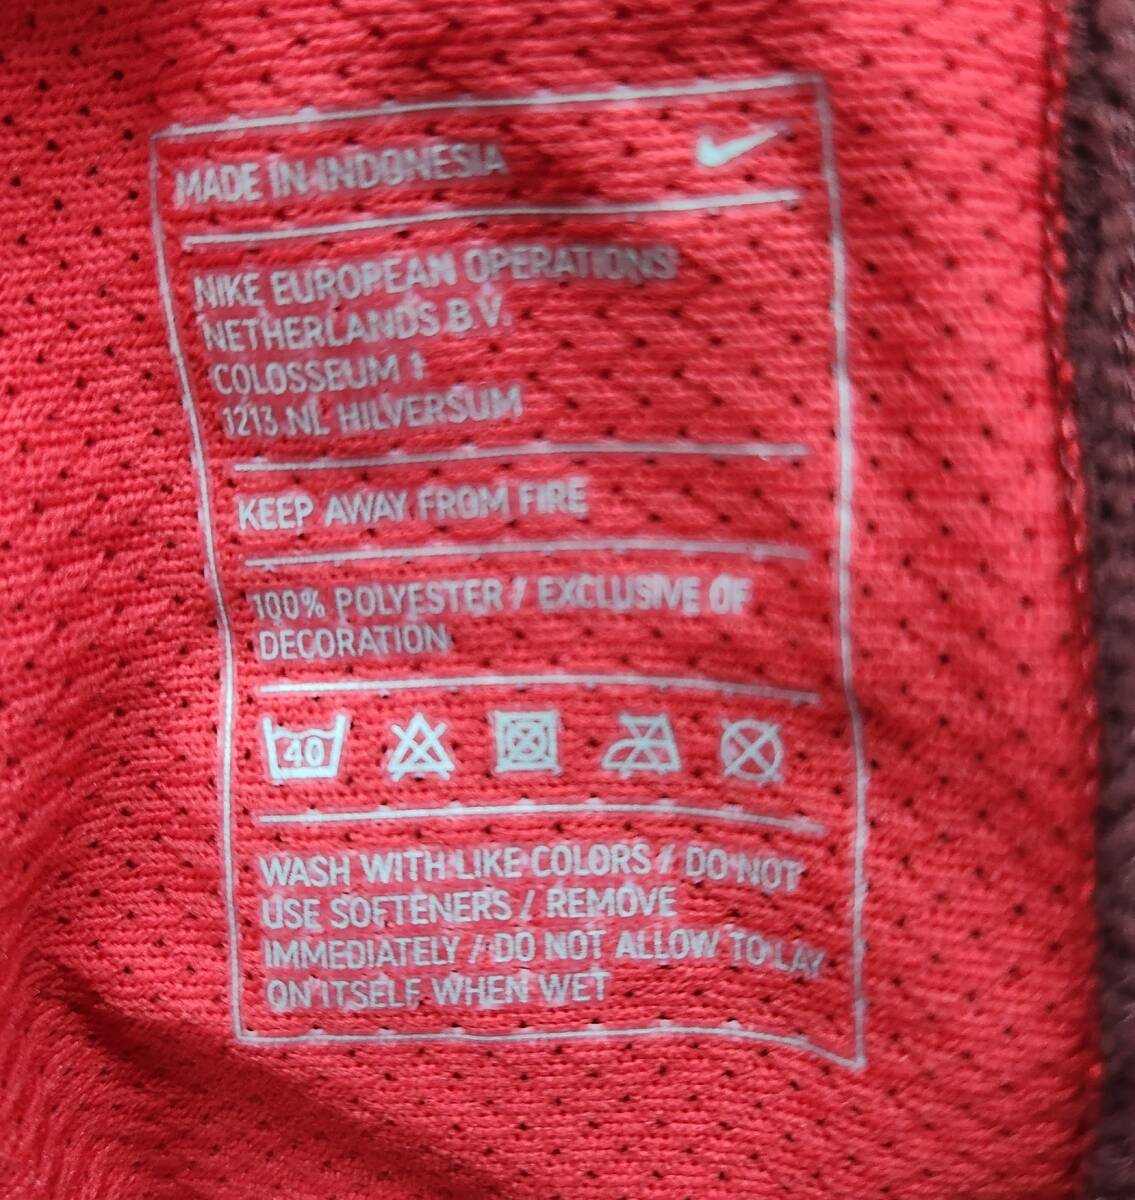 MADE IN INDONESIA
NIKE EUROPEAN OPERATIONS
NETHERLANDS B.V.
COLOSSEUM 1
1213 NL HILVERSUM
KEEP AWAY FROM FIRE
100% POLYESTER / EXCLUSIVE OF
DECORATION
40
WASH WITH LIKE COLORS / DO NOT
USE SOFTENERS / REMOVE
IMMEDIATELY / DO NOT ALLOW TO LAY
ON ITSELF WHEN WET